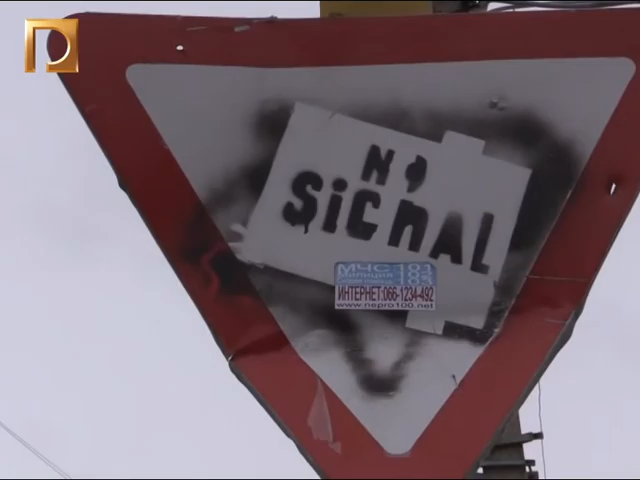 П
NO
SIGNAL
МЧС 101
ИНТЕРНЕТ:066-1234-492
www.nepro100.net